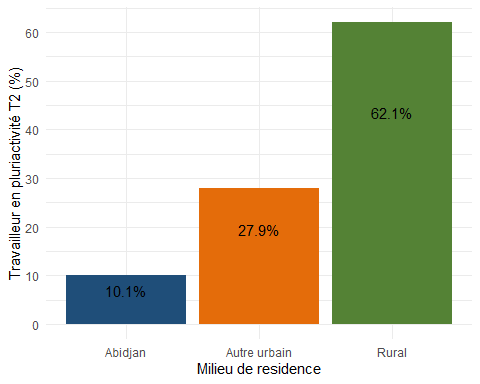 Travailleur en pluriactivité T2 (%)
60
50
40
30
20
10
0
62.1%
27.9%
10.1%
Abidjan
Autre urbain
Rural
Milieu de residence